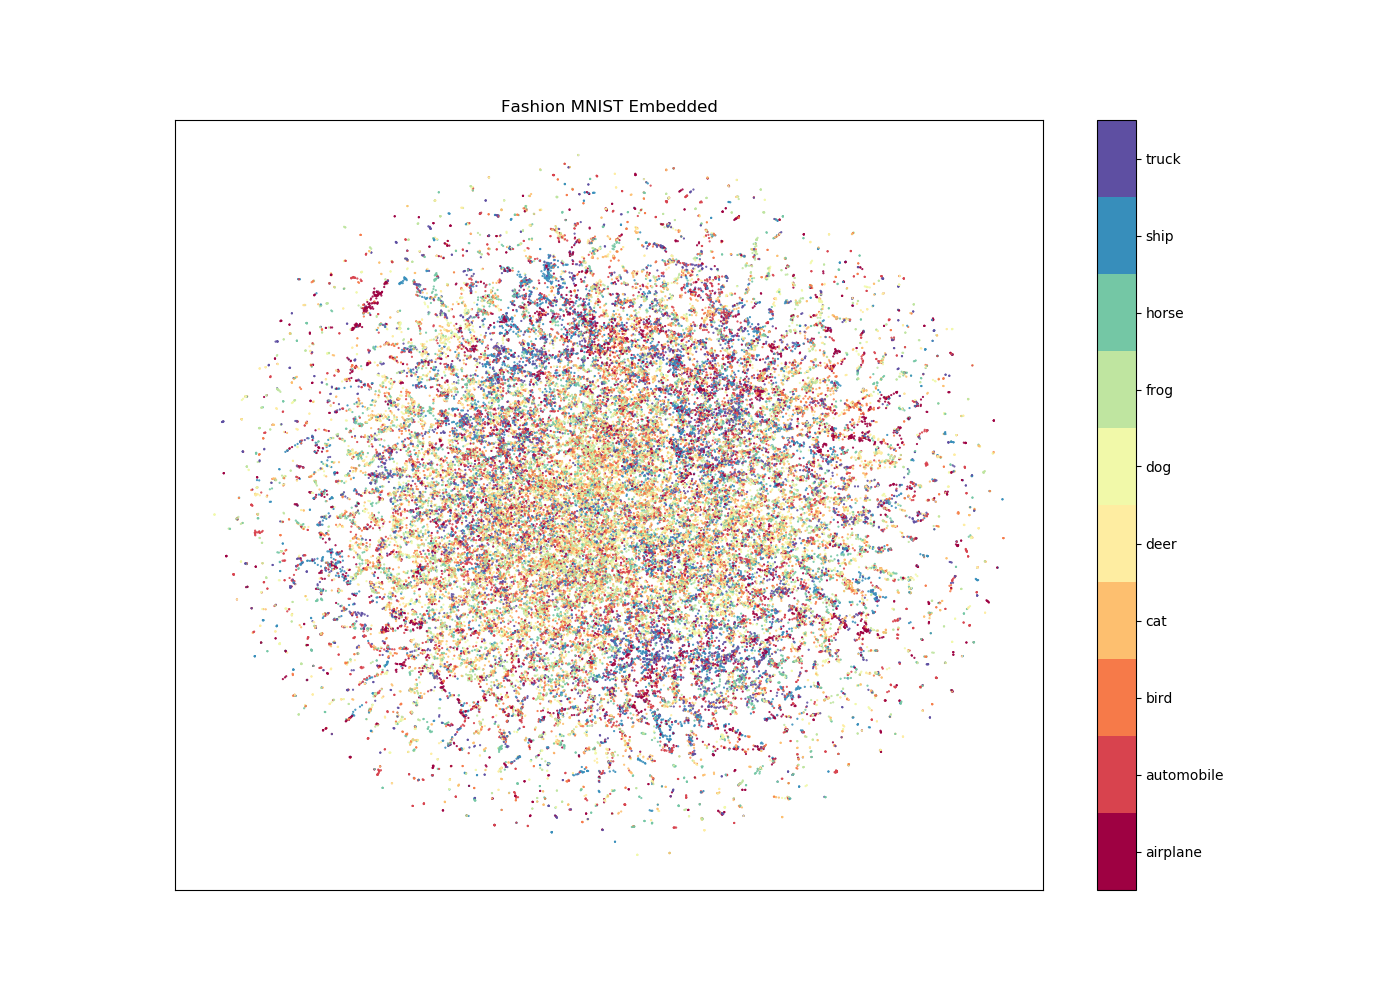 Fashion MNIST Embedded
truck
ship
horse
frog
dog
deer
cat
bird
automobile
airplane